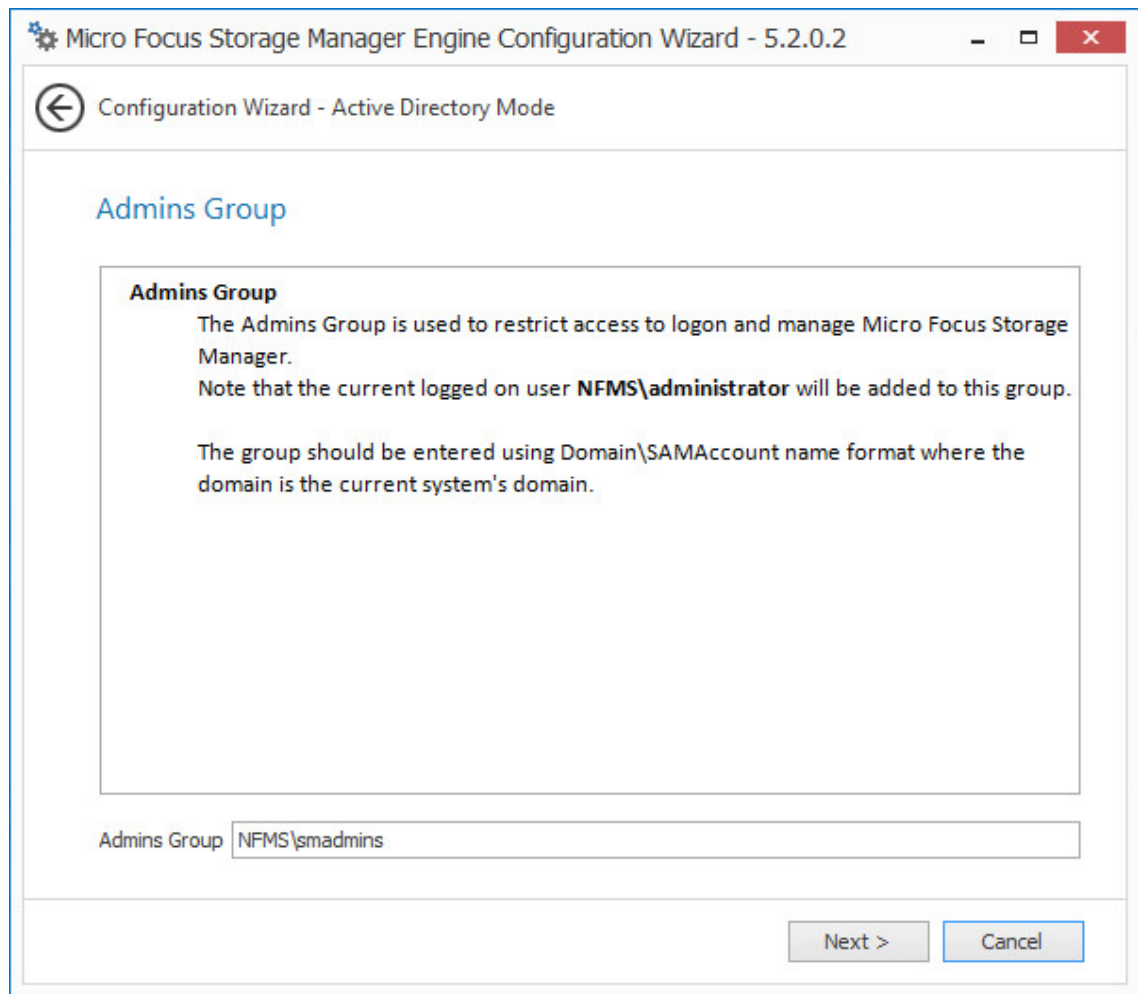 Micro Focus Storage Manager Engine Configuration Wizard - 5.2.0.2
Configuration Wizard - Active Directory Mode
Admins Group
Admins Group
The Admins Group is used to restrict access to logon and manage Micro Focus Storage
Manager.
Note that the current logged on user NFMS\administrator will be added to this group.
The group should be entered using Domain\SAMAccount name format where the
domain is the current system's domain.
Admins Group NFMS\smadmins
Next > Cancel